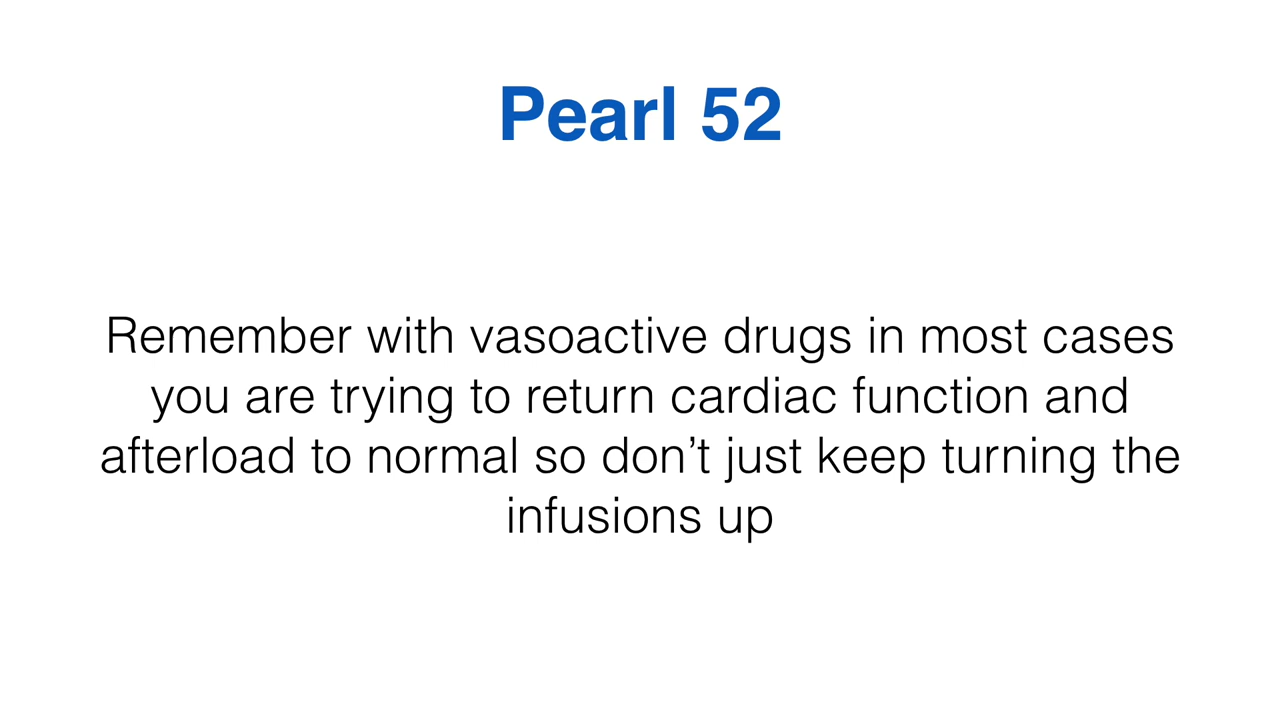 Pearl 52
Remember with vasoactive drugs in most cases
you are trying to return cardiac function and
afterload to normal so don’t just keep turning the
infusions up